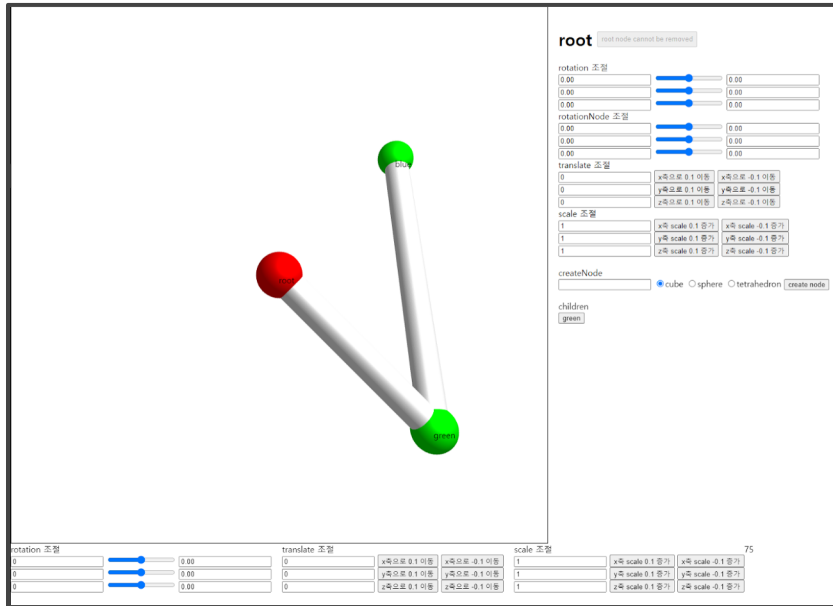 root root node cannot be removed
rotation 조절
0.00 0.00
0.00 0.00
0.00 0.00
rotationNode 조절
0.00 0.00
0.00 0.00
0.00 0.00
translate 조절
0 x축으로 0.1 이동 x축으로 -0.1 이동
0 y축으로 0.1 이동 y축으로 -0.1 이동
0 z축으로 0.1 이동 z축으로 -0.1 이동
scale 조절
1 x축 scale 0.1 증가 x축 scale -0.1 증가
1 y축 scale 0.1 증가 y축 scale -0.1 증가
1 z축 scale 0.1 증가 z축 scale -0.1 증가
createNode
cube sphere tetrahedron create node
children
green
blue
root
green
rotation 조절 translate 조절 scale 조절 75
0 0.00 0 x축으로 0.1 이동 x축으로 -0.1 이동 1 x축 scale 0.1 증가 x축 scale -0.1 증가
0 0.00 0 y축으로 0.1 이동 y축으로 -0.1 이동 1 y축 scale 0.1 증가 y축 scale -0.1 증가
0 0.00 0 z축으로 0.1 이동 z축으로 -0.1 이동 1 z축 scale 0.1 증가 z축 scale -0.1 증가